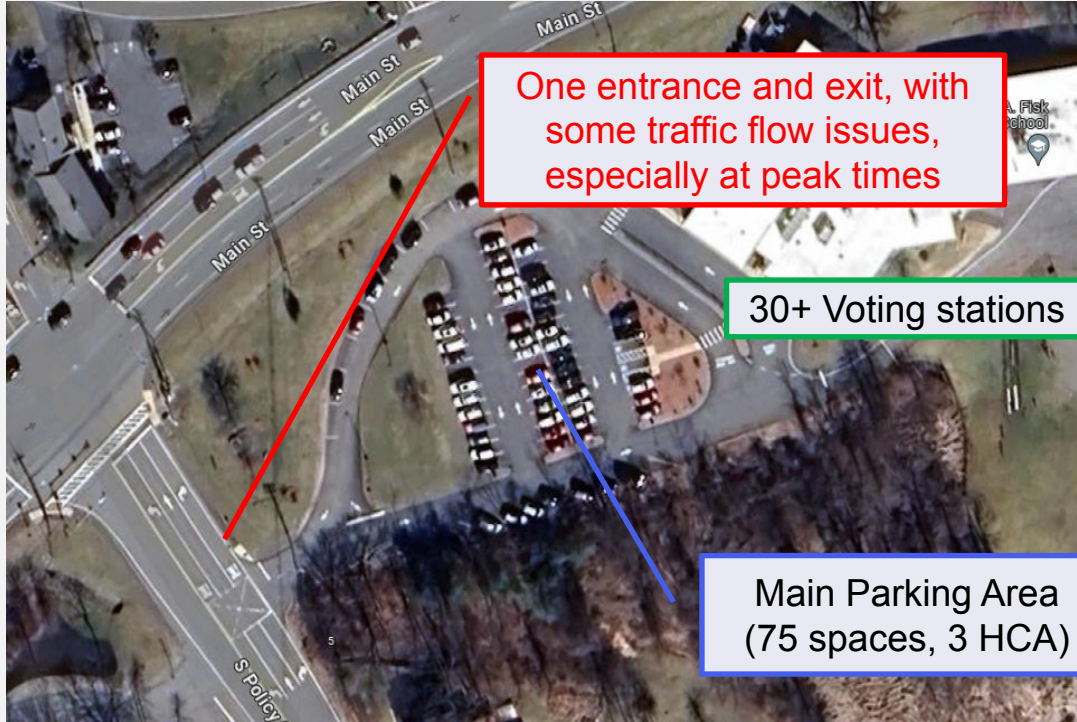 Main St
Main St
Main St
Main St
One entrance and exit, with
some traffic flow issues,
especially at peak times
A. Fisk
chool
30+ Voting stations
Main Parking Area
(75 spaces, 3 HCA)
5
S Policy